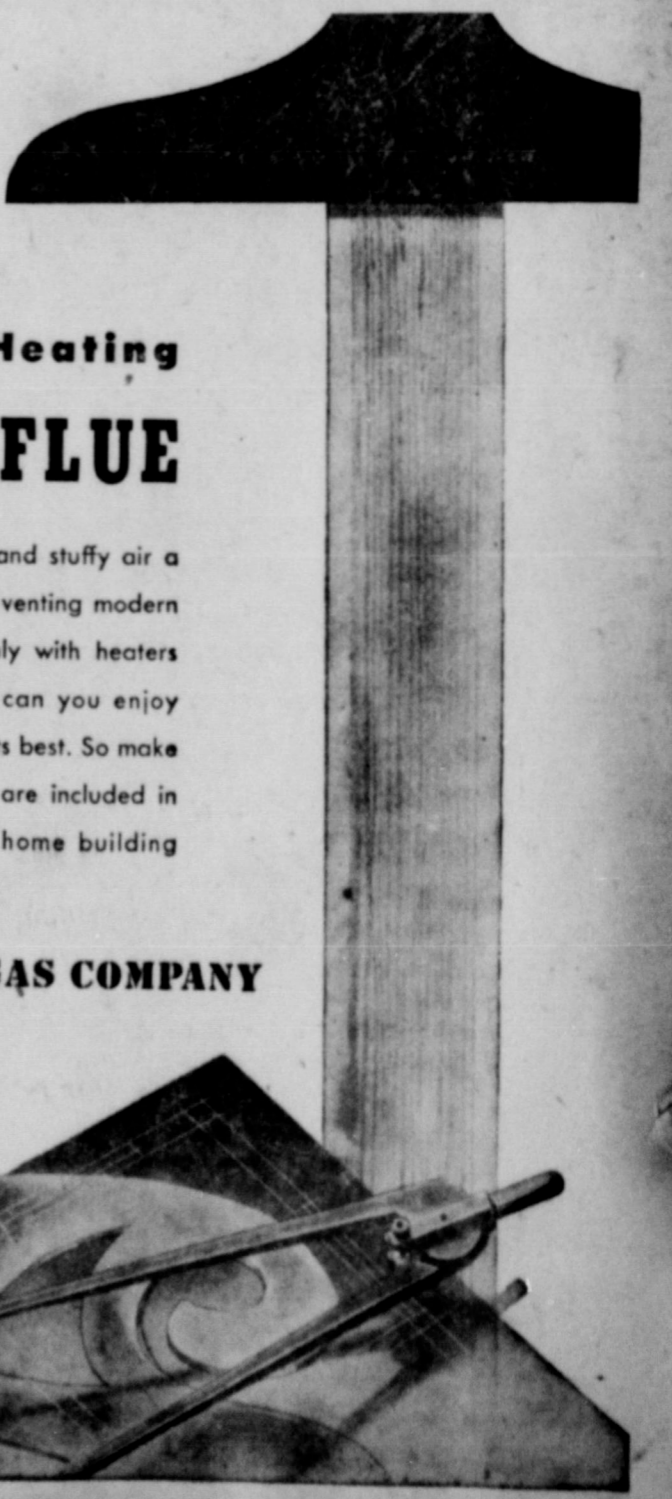 Heating
FLUE
and stuffy air a
venting modern
ly with heaters
can you enjoy
s best. So make
are included in
home building
GAS COMPANY